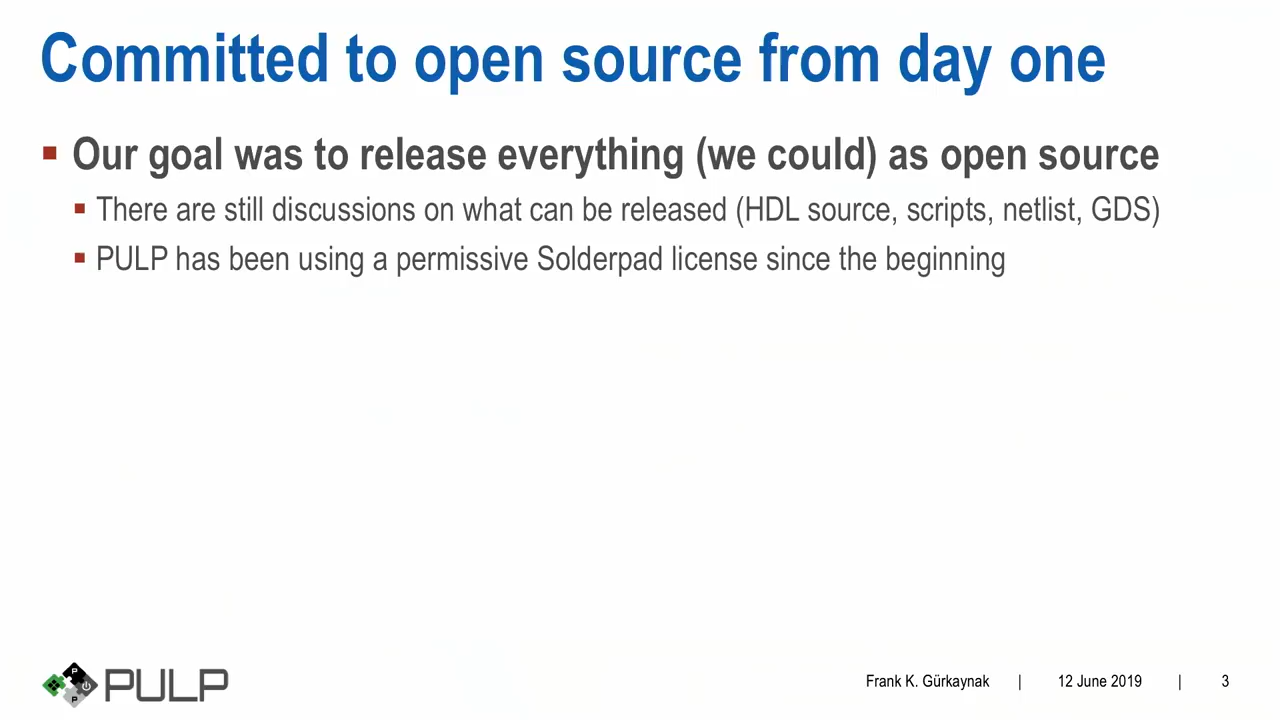 Committed to open source from day one
▪ Our goal was to release everything (we could) as open source
▪ There are still discussions on what can be released (HDL source, scripts, netlist, GDS)
▪ PULP has been using a permissive Solderpad license since the beginning
P
P
PULP
Frank K. Gürkaynak | 12 June 2019 | 3